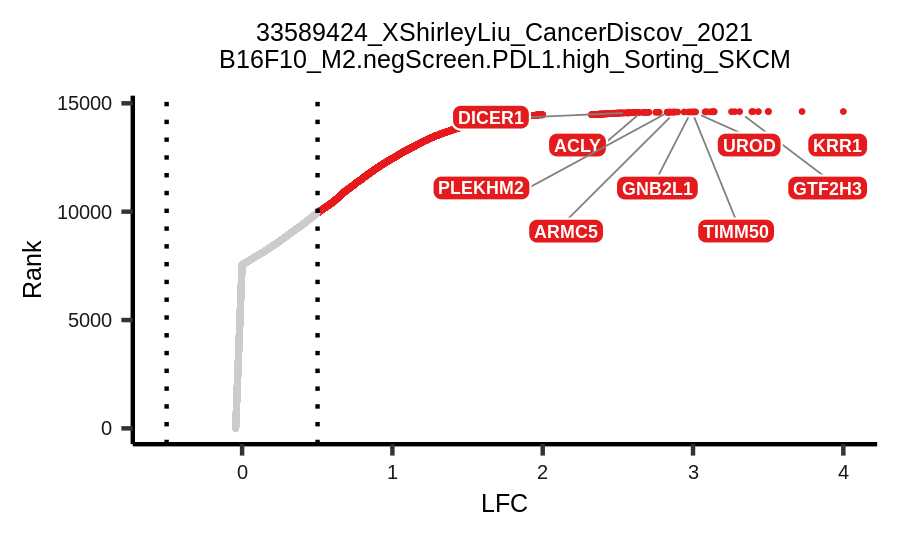 33589424_XShirleyLiu_CancerDiscov_2021
B16F10_M2.negScreen.PDL1.high_Sorting_SKCM
15000
10000
5000
0
Rank
DICER1
ACLY
UROD
KRR1
PLEKHM2
GNB2L1
GTF2H3
ARMC5
TIMM50
0
1
2
3
4
LFC